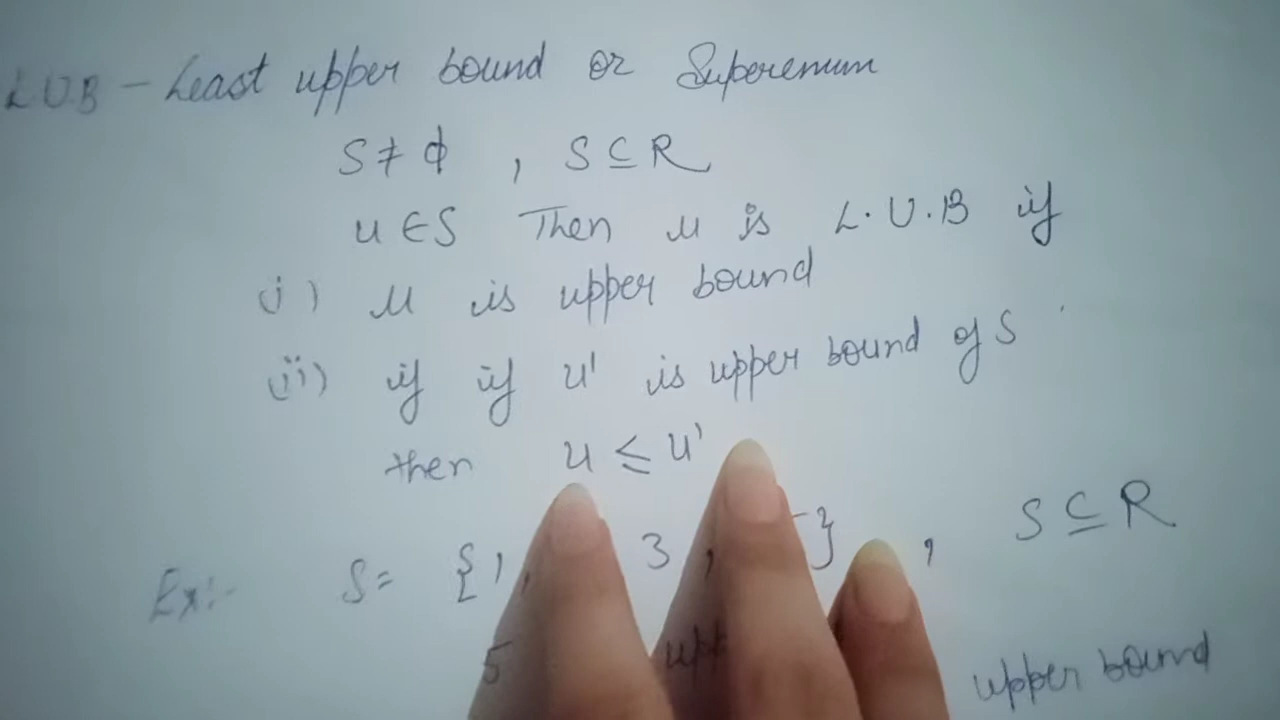 LUB - Least upper bound or Superemum
S ≠ ф , S ⊆ R
u ∈ S Then u is L.U.B if
(i) u is upper bound
(ii) if if u' is upper bound of S
then u ≤ u'
Ex:- S = {1, 3, } , S ⊆ R
5 upper bound